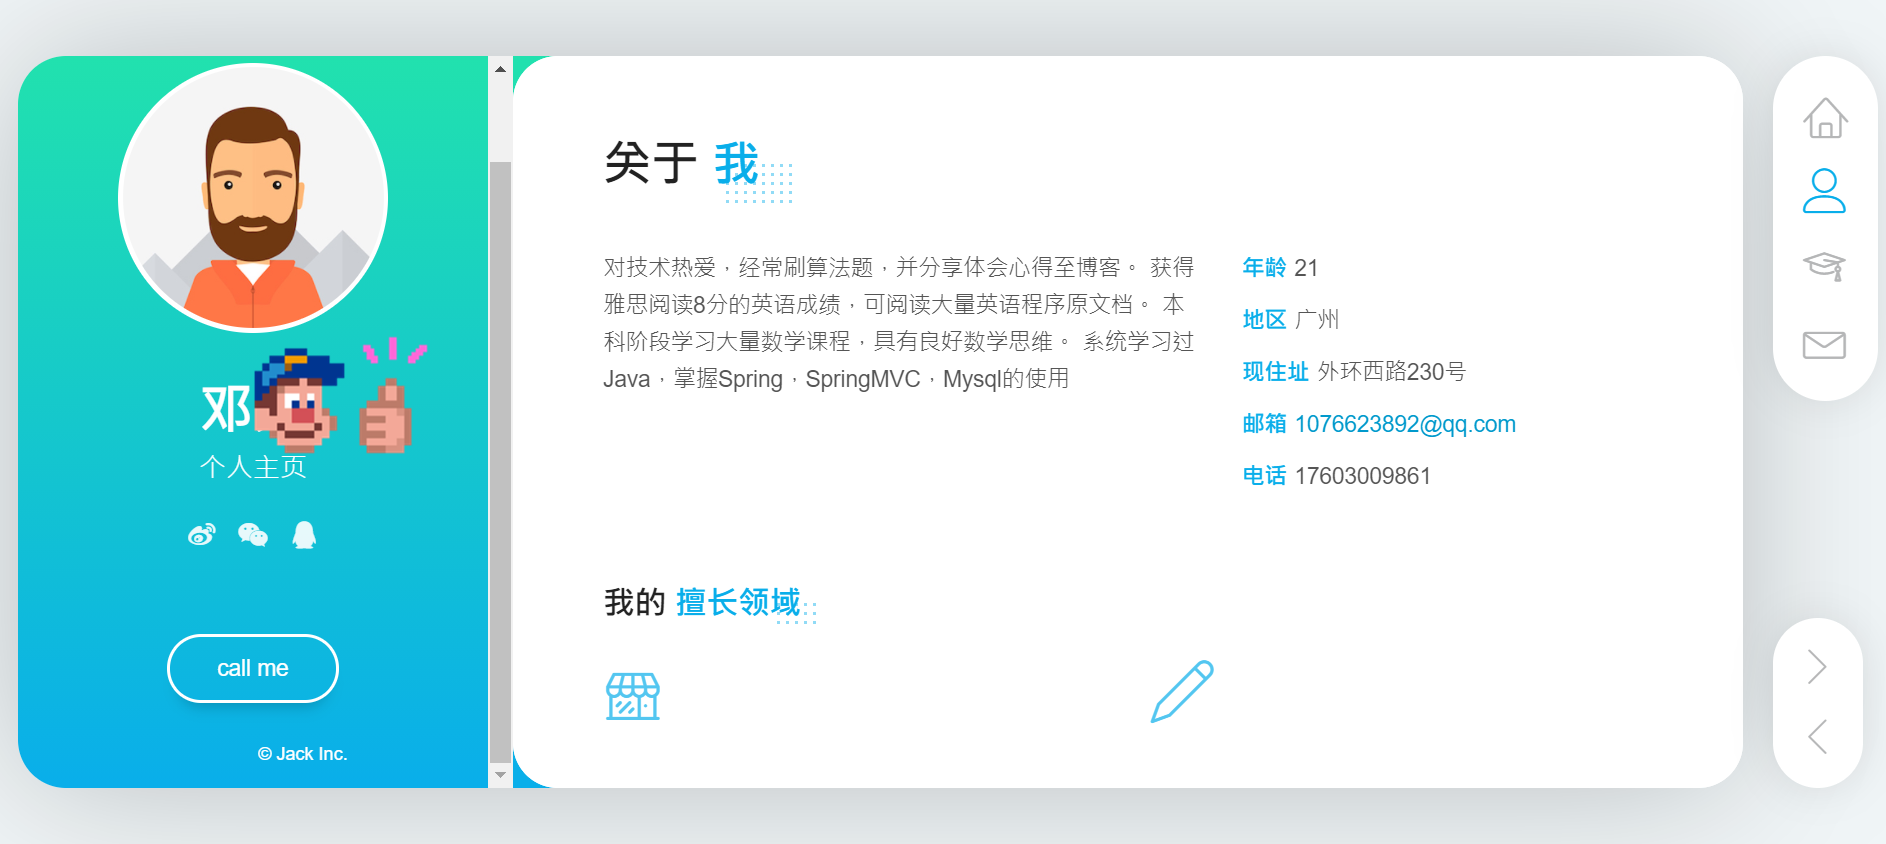 邓
个人主页
call me
© Jack Inc.
关于 我
对技术热爱，经常刷算法题，并分享体会心得至博客。 获得
雅思阅读8分的英语成绩，可阅读大量英语程序原文档。 本
科阶段学习大量数学课程，具有良好数学思维。 系统学习过
Java，掌握Spring，SpringMVC，Mysql的使用
年龄 21
地区 广州
现住址 外环西路230号
邮箱 1076623892@qq.com
电话 17603009861
我的 擅长领域